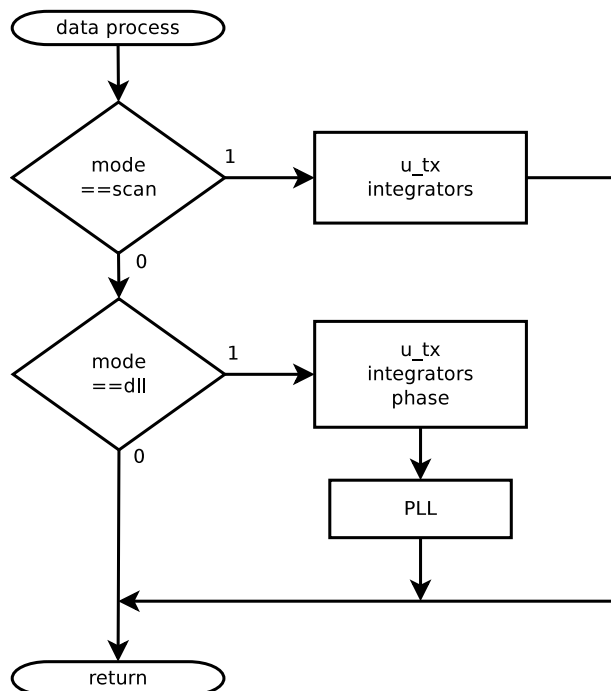 data process
mode
==scan
1
u_tx
integrators
0
mode
==dll
1
u_tx
integrators
phase
0
PLL
return